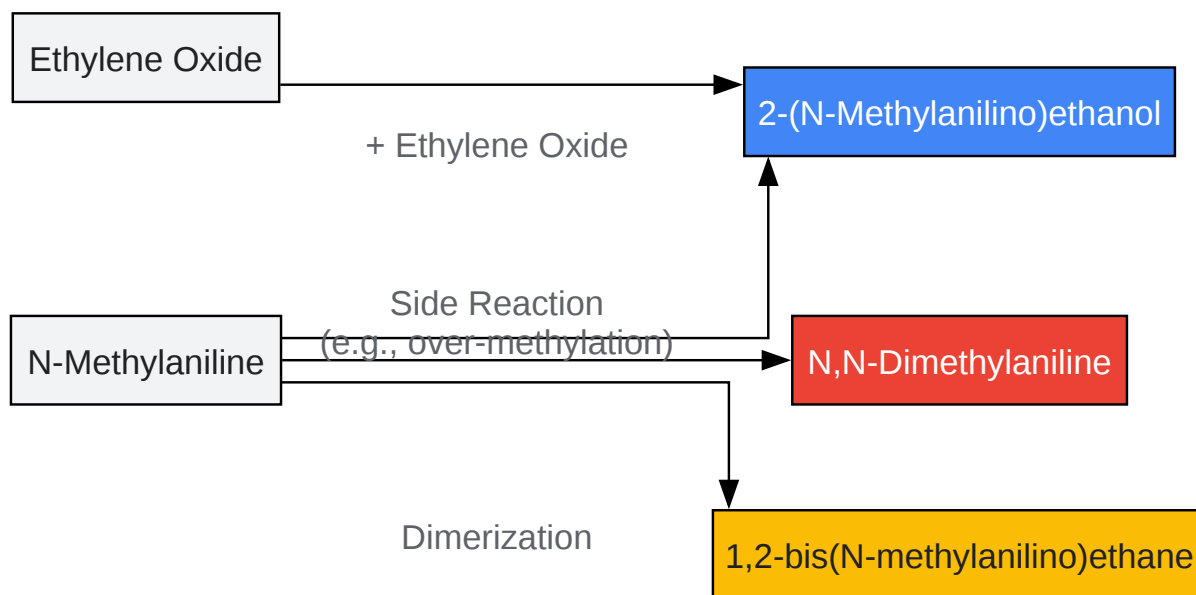 Ethylene Oxide
2-(N-Methylanilino)ethanol
+ Ethylene Oxide
Side Reaction
(e.g., over-methylation)
N-Methylaniline
N,N-Dimethylaniline
Dimerization
1,2-bis(N-methylanilino)ethane